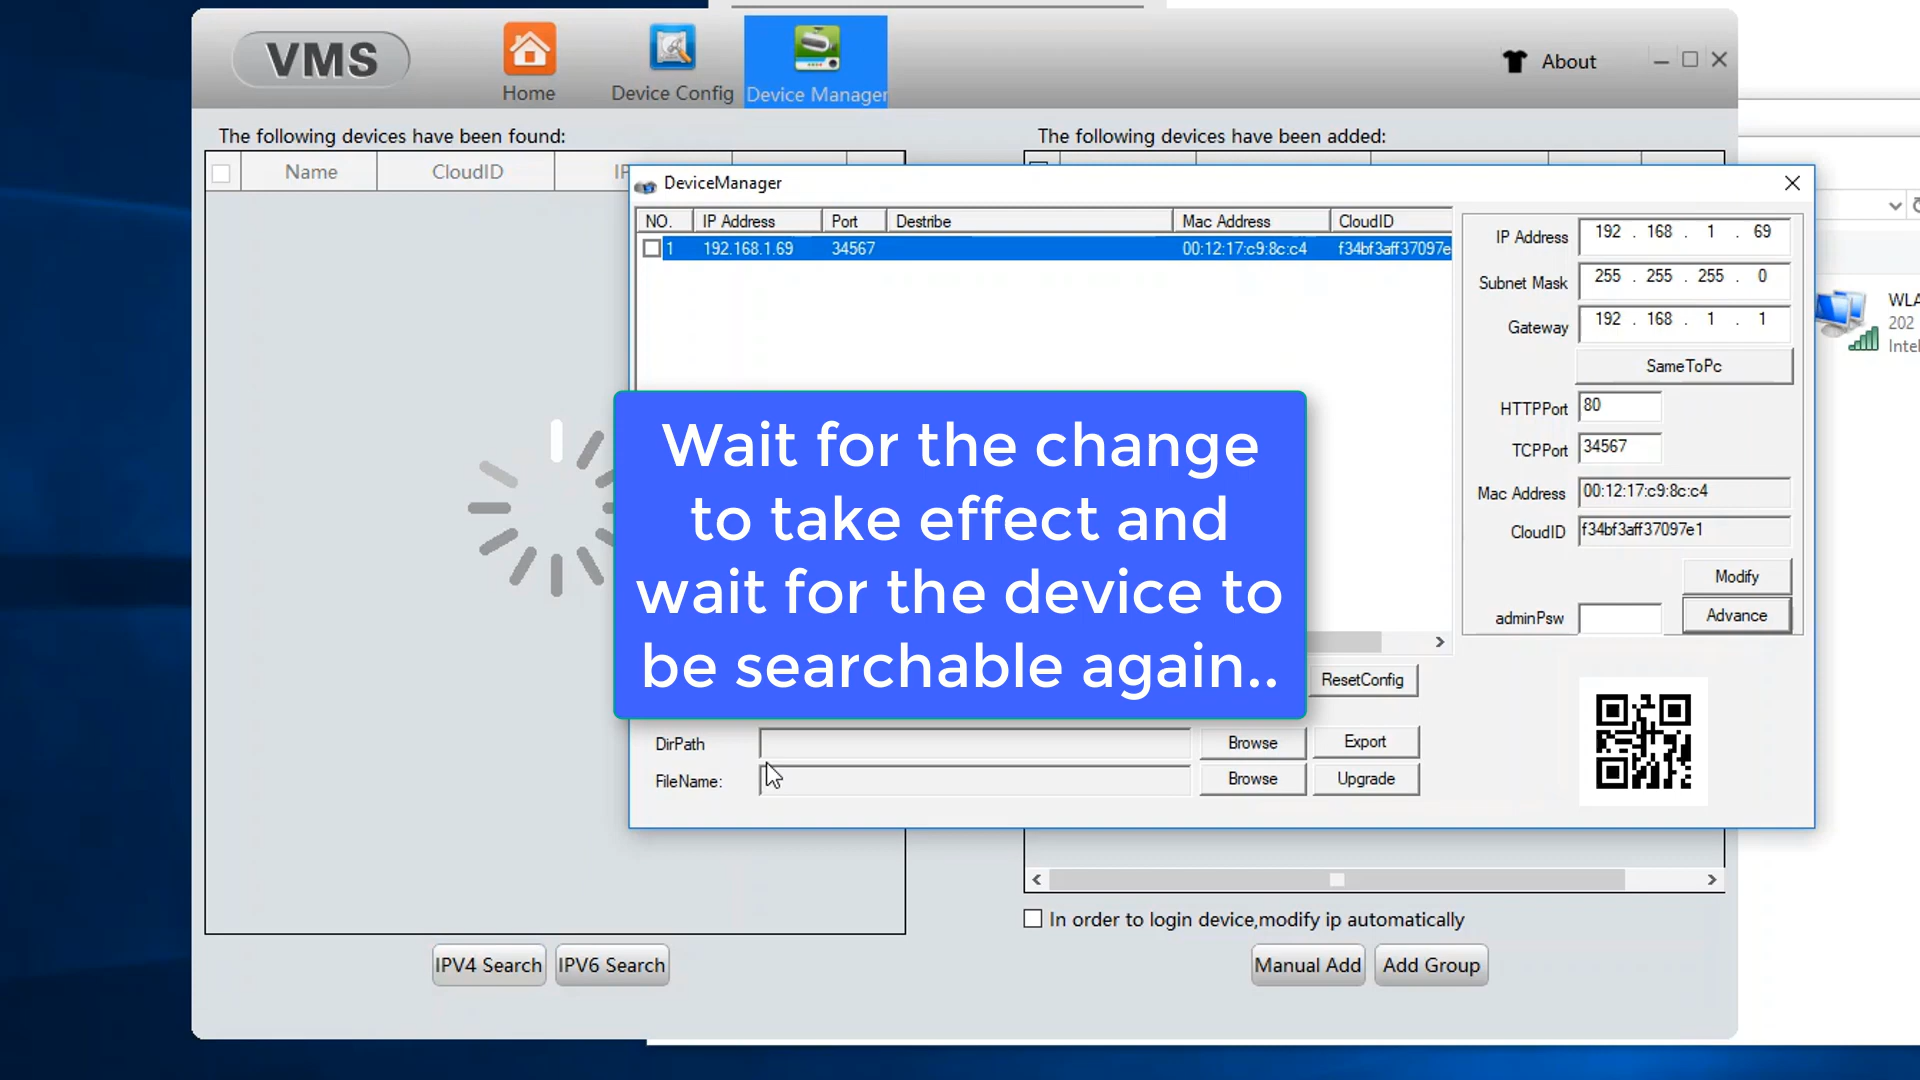 VMS
Home
Device Config
Device Manager
About
The following devices have been found:
The following devices have been added:
Name CloudID IP
DeviceManager
NO. IP Address Port Destribe Mac Address CloudID
1 192.168.1.69 34567 00:12:17:c9:8c:c4 f34bf3aff37097e
IP Address 192 . 168 . 1 . 69
Subnet Mask 255 . 255 . 255 . 0
Gateway 192 . 168 . 1 . 1
SameToPc
HTTPPort 80
TCPPort 34567
Mac Address 00:12:17:c9:8c:c4
CloudID f34bf3aff37097e1
Modify
adminPsw Advance
Wait for the change
to take effect and
wait for the device to
be searchable again..
ResetConfig
DirPath Browse Export
FileName: Browse Upgrade
In order to login device,modify ip automatically
IPV4 Search IPV6 Search
Manual Add Add Group
WLA
202
Intel